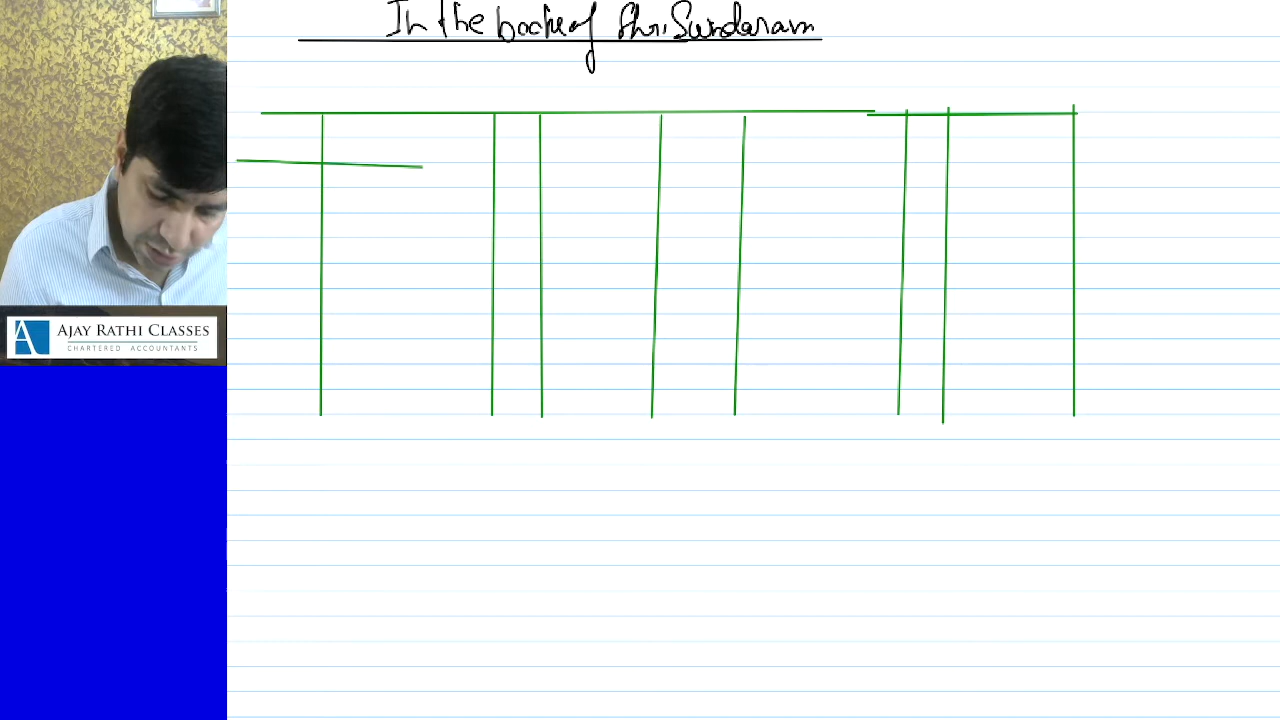 In the books of Shri Sundaram
AJAY RATHI CLASSES
CHARTERED ACCOUNTANTS